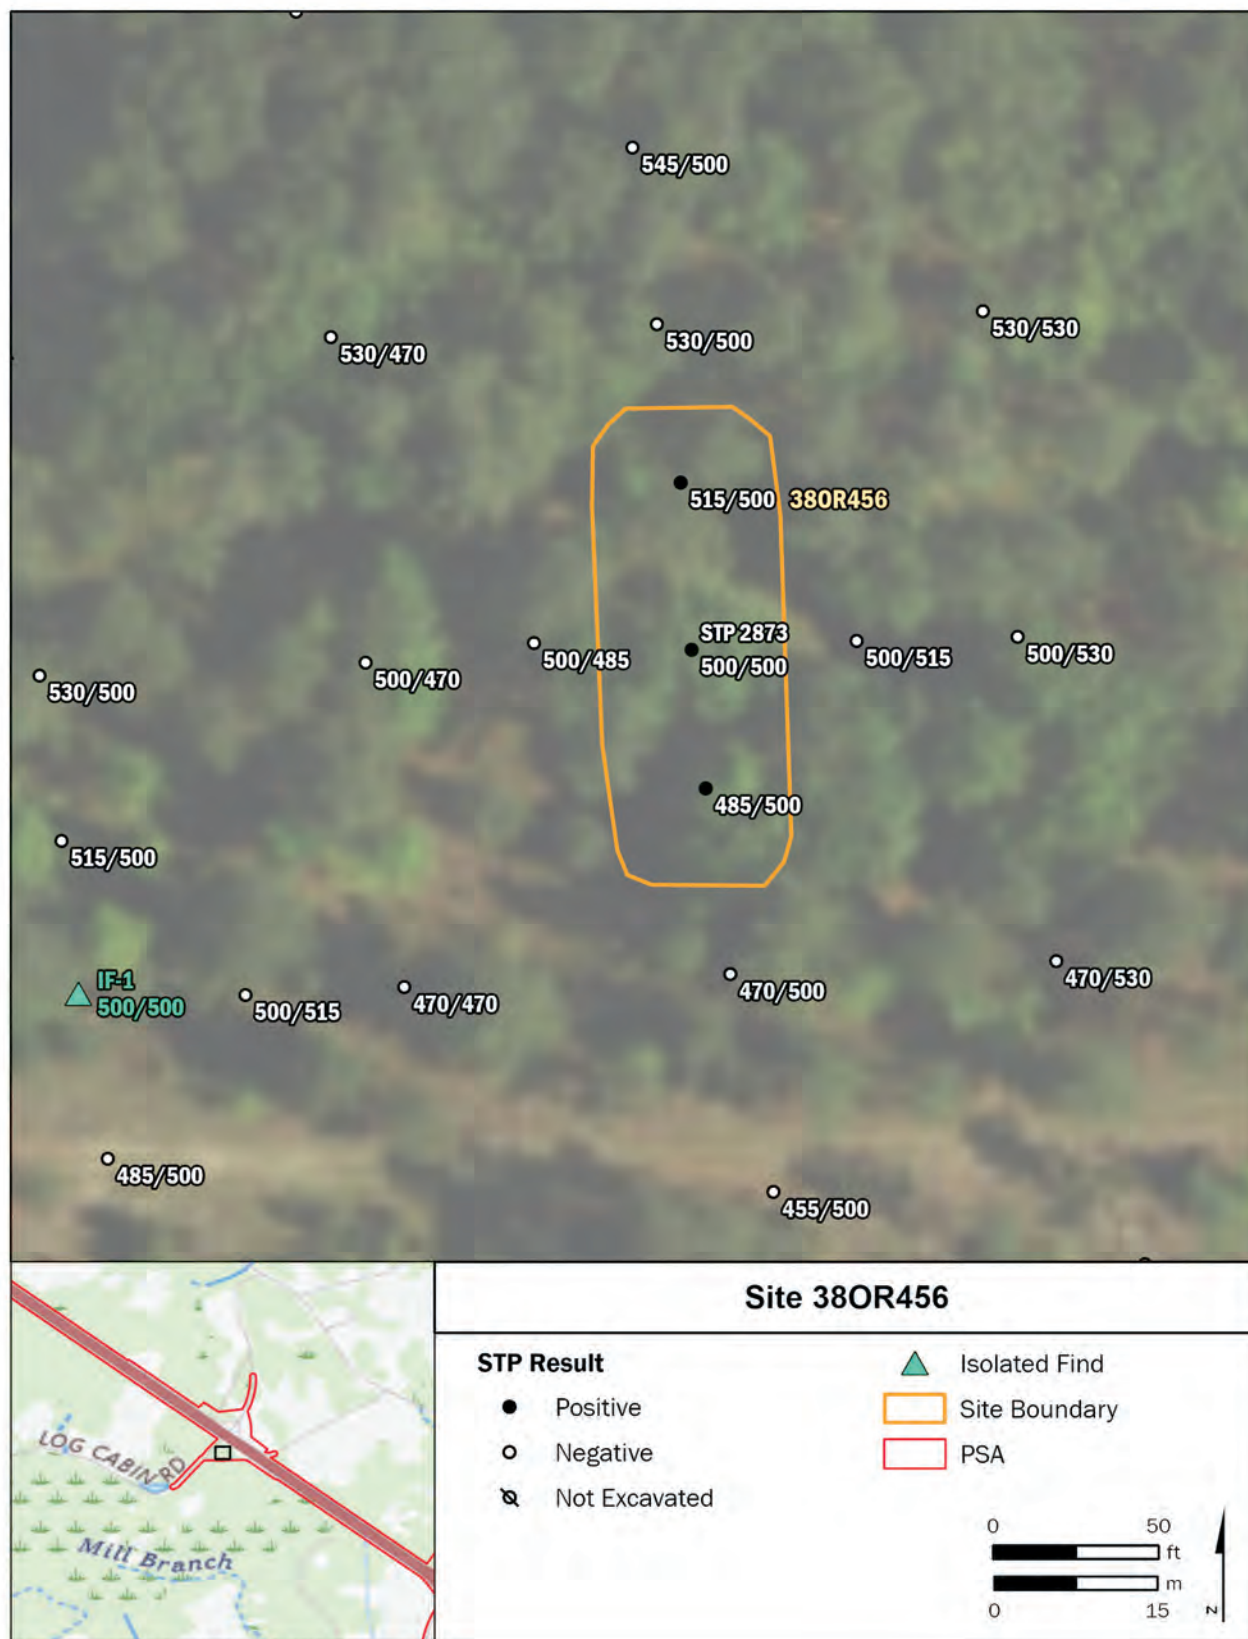 545/500
530/530
530/500
530/470
515/500 38OR456
STP 2873
500/500
500/485
500/515
500/530
500/470
530/500
485/500
515/500
IF-1
500/500
500/515
470/470
470/500
470/530
485/500
455/500
LOG CABIN RD
Mill Branch
Site 38OR456
STP Result
Positive
Negative
Not Excavated
Isolated Find
Site Boundary
PSA
0 50
ft
m
0 15
N